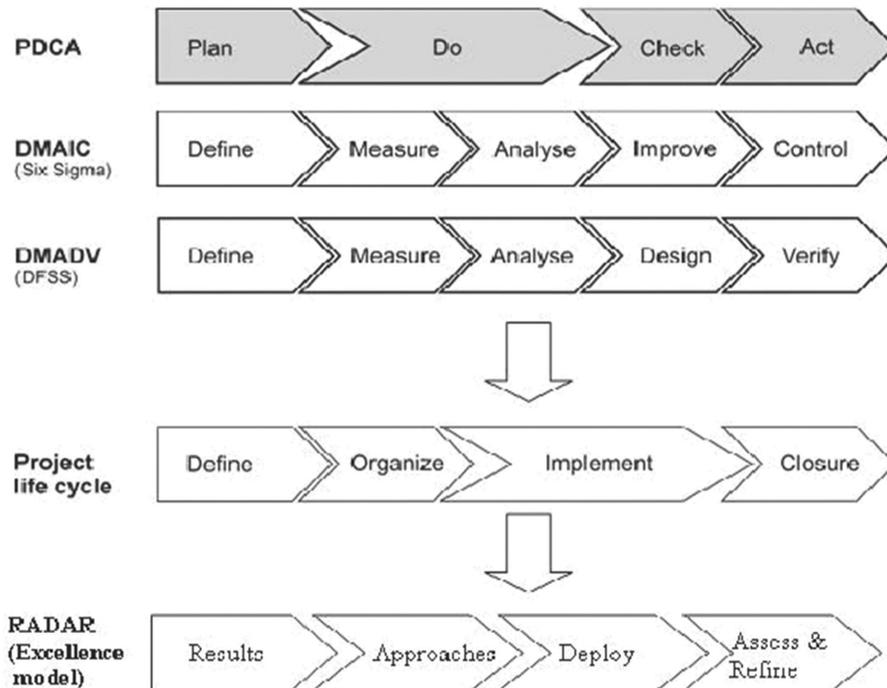 PDCA Plan Do Check Act
DMAIC Define Measure Analyse Improve Control
(Six Sigma)
DMADV Define Measure Analyse Design Verify
(DFSS)
Project
life cycle Define Organize Implement Closure
RADAR
(Excellence
model)
Results Approaches Deploy Assess &
Refine